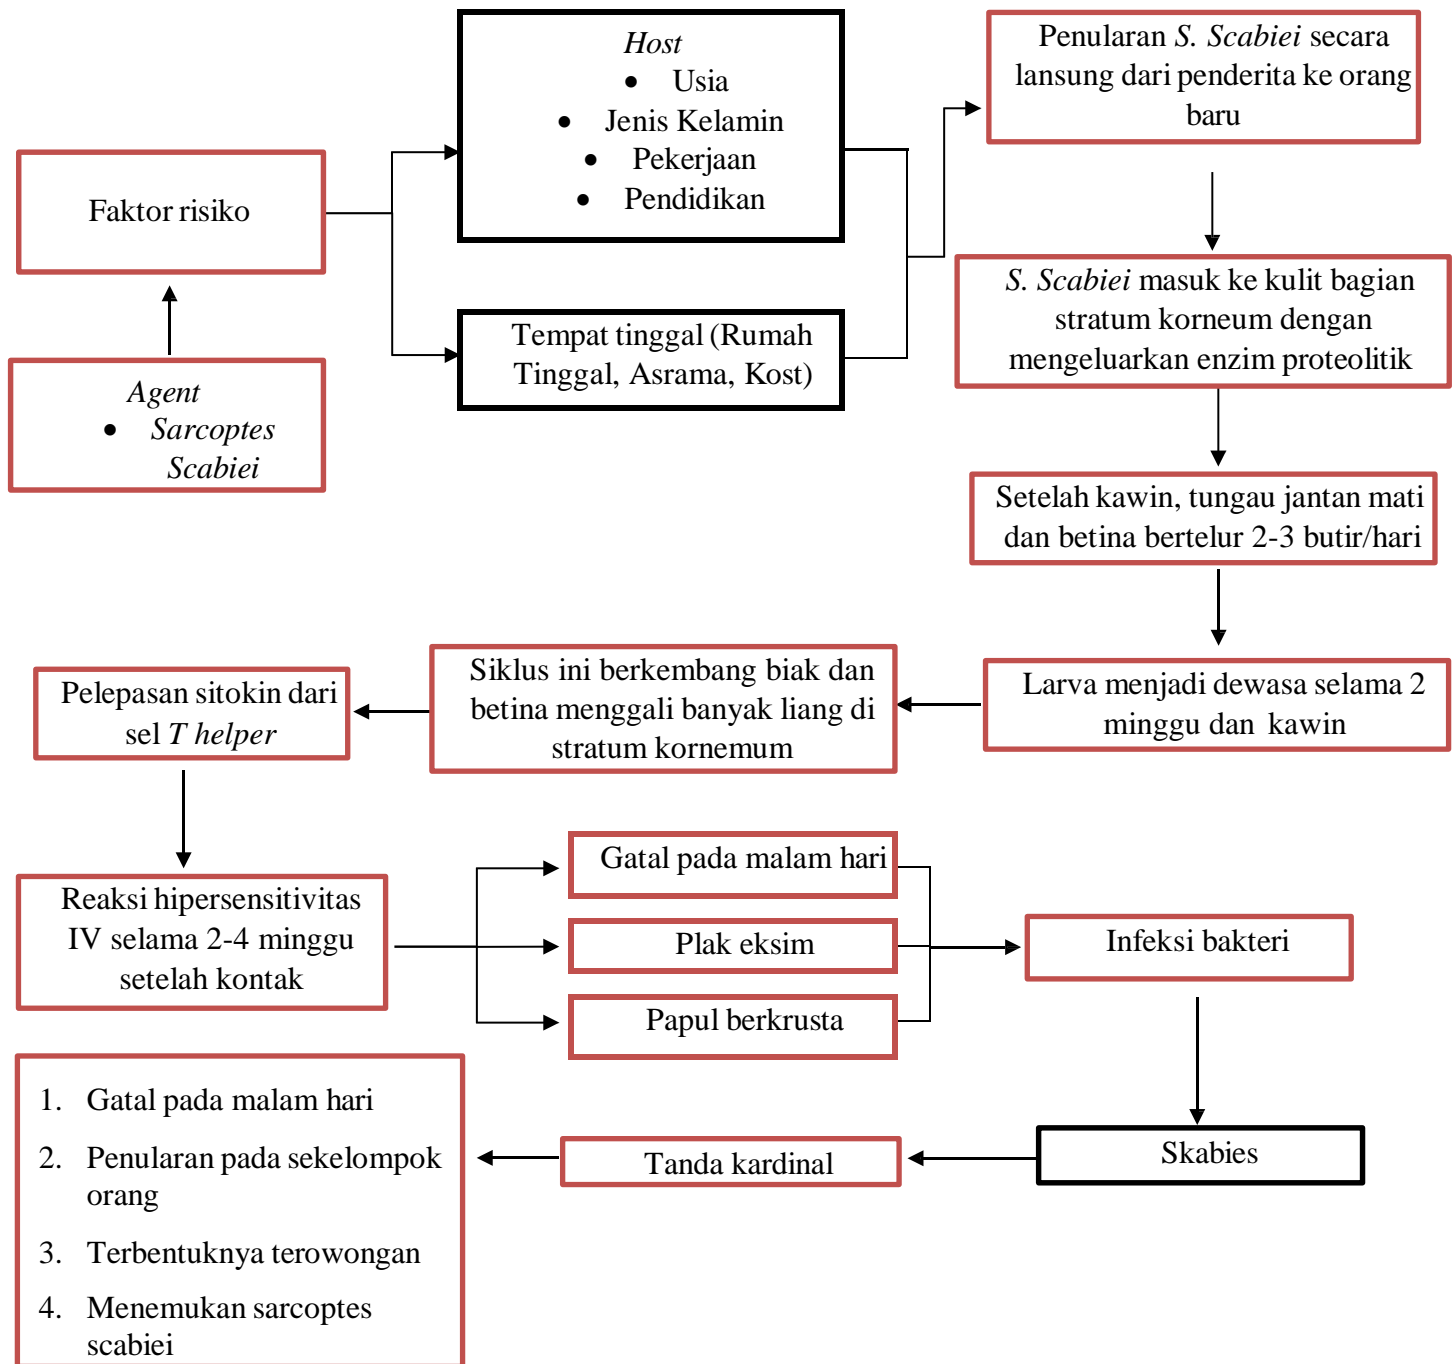 Faktor risiko
Agent
• Sarcoptes
Scabiei
Host
• Usia
• Jenis Kelamin
• Pekerjaan
• Pendidikan
Tempat tinggal (Rumah
Tinggal, Asrama, Kost)
Penularan S. Scabiei secara
lansung dari penderita ke orang
baru
S. Scabiei masuk ke kulit bagian
stratum korneum dengan
mengeluarkan enzim proteolitik
Setelah kawin, tungau jantan mati
dan betina bertelur 2-3 butir/hari
Larva menjadi dewasa selama 2
minggu dan kawin
Siklus ini berkembang biak dan
betina menggali banyak liang di
stratum kornemum
Pelepasan sitokin dari
sel T helper
Reaksi hipersensitivitas
IV selama 2-4 minggu
setelah kontak
Gatal pada malam hari
Plak eksim
Papul berkrusta
Infeksi bakteri
Skabies
Tanda kardinal
1. Gatal pada malam hari
2. Penularan pada sekelompok
orang
3. Terbentuknya terowongan
4. Menemukan sarcoptes
scabiei